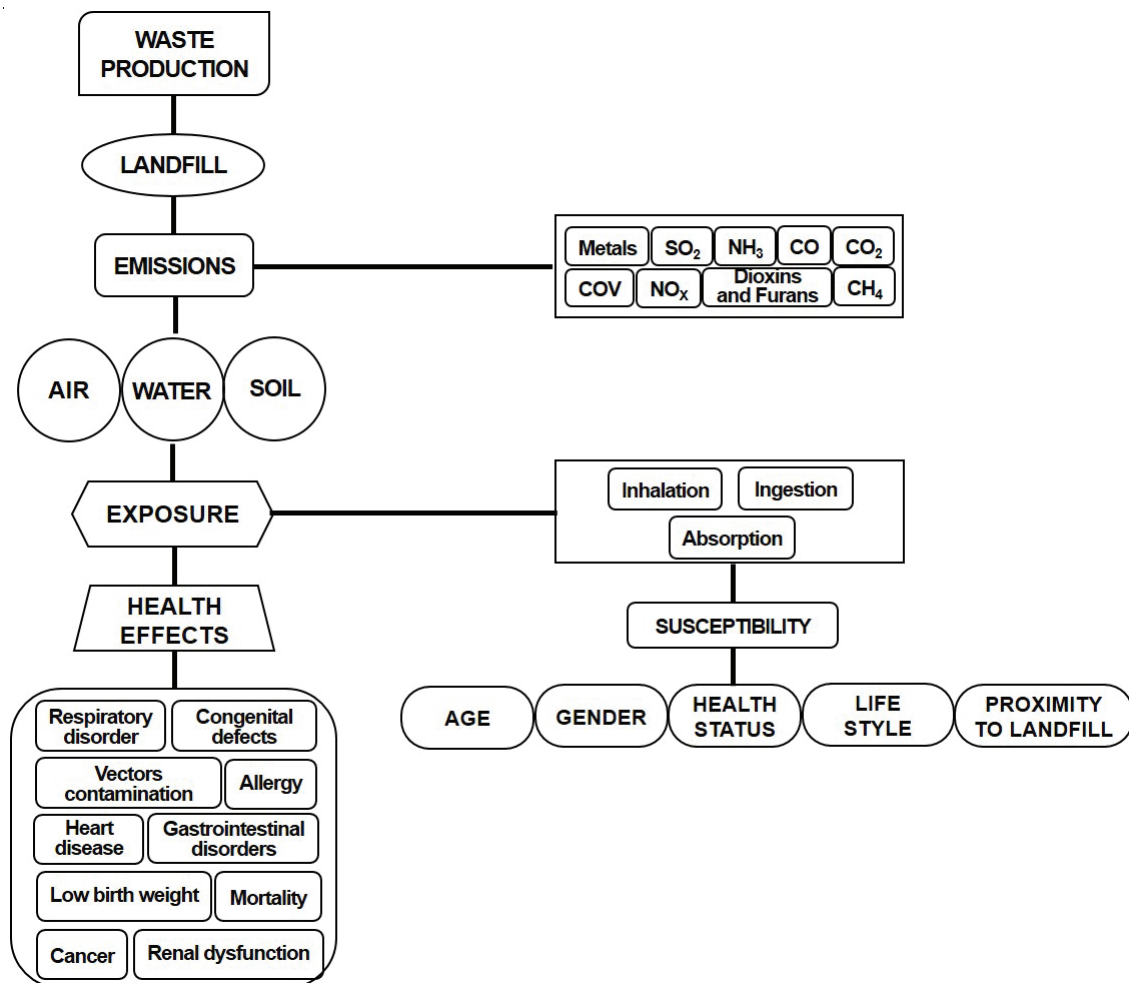 WASTE
PRODUCTION
LANDFILL
EMISSIONS
Metals SO₂ NH₃ CO CO₂
COV NOX Dioxins
and Furans CH₄
AIR WATER SOIL
EXPOSURE
Inhalation Ingestion
Absorption
HEALTH
EFFECTS
SUSCEPTIBILITY
AGE GENDER HEALTH
STATUS LIFE
STYLE PROXIMITY
TO LANDFILL
Respiratory
disorder Congenital
defects
Vectors
contamination Allergy
Heart
disease Gastrointestinal
disorders
Low birth weight Mortality
Cancer Renal dysfunction